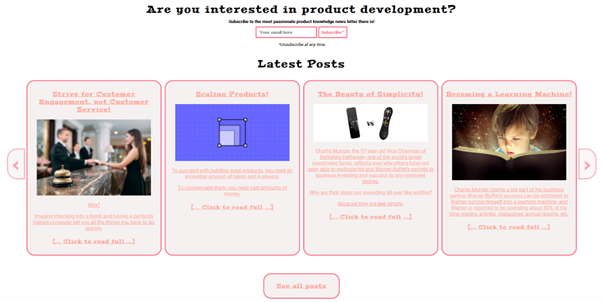 Are you interested in product development?
Subscribe to the most passionate product knowledge news letter there is!
Your email here
Subscribe*
*Unsubscribe at any time
Latest Posts
Strive for Customer
Engagement, not Customer
Service!
Why?
Imagine checking into a hotel, and having a perfectly
trained computer tell you all the things you have to do,
quickly
[... Click to read full ...]
Scaling Products!
To succeed with building great products, you need an
incredible amount of talent and A-players.
To compensate them, you need vast amounts of
money
[... Click to read full ...]
The Beauty of Simplicity!
VS
Charlie Munger, the 97 year old Vice Chairman of
Berkshire Hathaway, one of the world's largest
investment funds, reflects over why others have not
been able to replicate his and Warren Buffet's secrets to
business investing and success to any extensive
degree.
Why are their ideas not spreading all over like wildfire?
Because they are too simple.
[... Click to read full ...]
Becoming a Learning Machine!
Charlie Munger claims a big part of his business
partner Warren Buffet's success can be attributed to
Warren turning himself into a learning machine, and
Warren is reported to be spending about 80% of his
time reading articles, magazines, annual reports, etc.
[... Click to read full ...]
See all posts